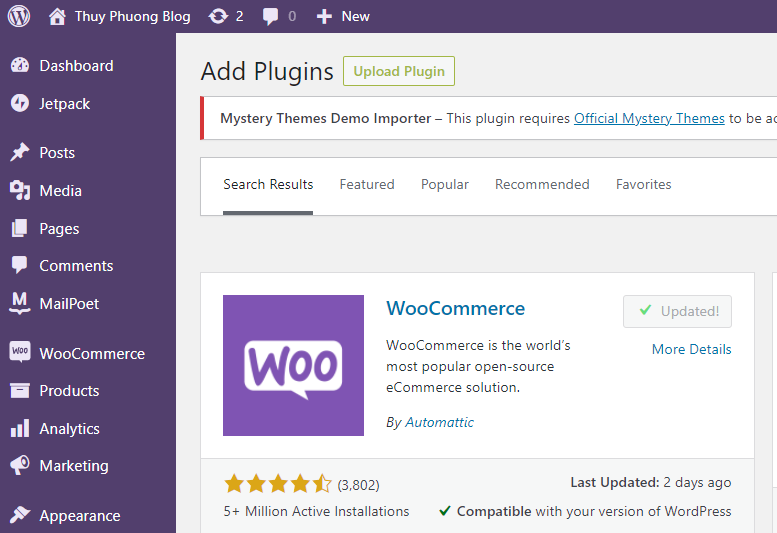 Thuy Phuong Blog 2 0 New
Dashboard
Jetpack
Posts
Media
Pages
Comments
MailPoet
WooCommerce
Products
Analytics
Marketing
Appearance
Add Plugins Upload Plugin
Mystery Themes Demo Importer – This plugin requires Official Mystery Themes to be ac
Search Results Featured Popular Recommended Favorites
Woo
WooCommerce
Updated!
More Details
WooCommerce is the world's
most popular open-source
eCommerce solution.
By Automattic
(3,802)
5+ Million Active Installations
Last Updated: 2 days ago
Compatible with your version of WordPress